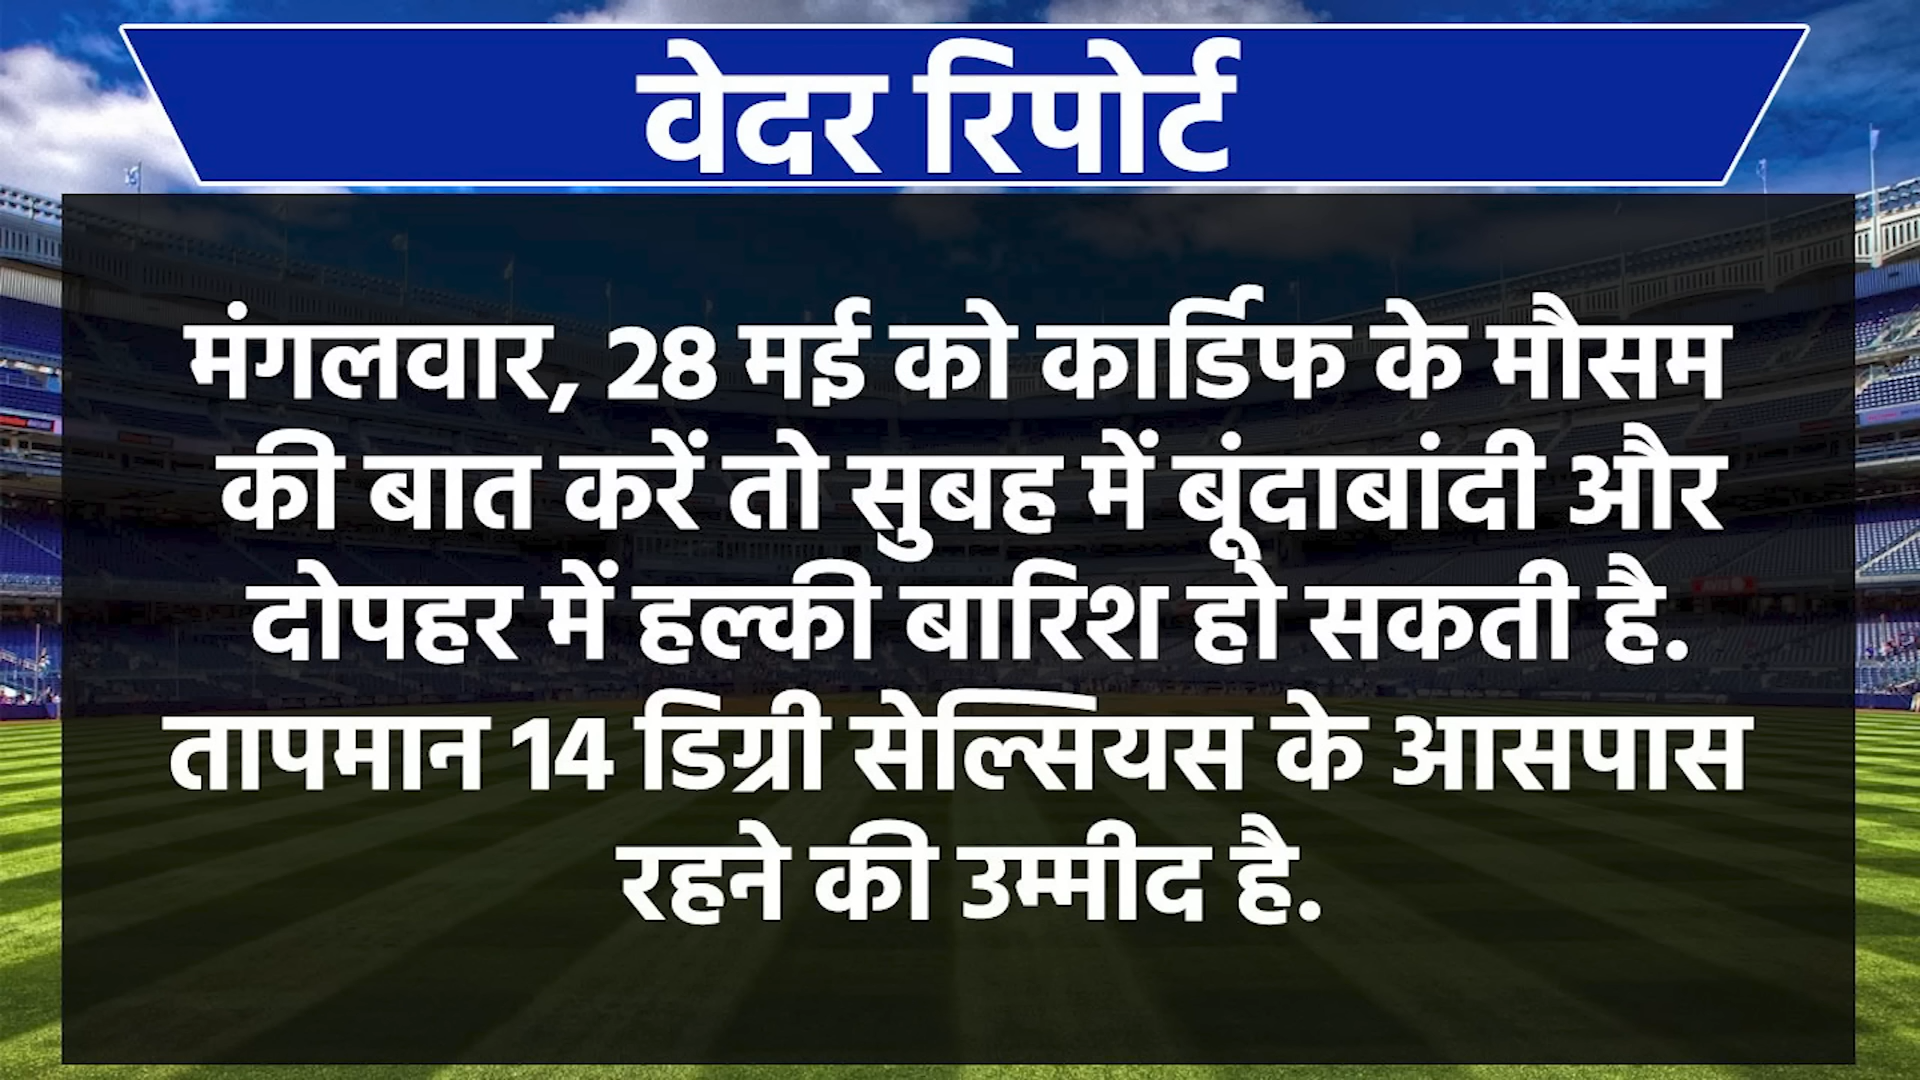 वेदर रिपोर्ट
मंगलवार, 28 मई को कार्डिफ के मौसम
की बात करें तो सुबह में बूंदाबांदी और
दोपहर में हल्की बारिश हो सकती है.
तापमान 14 डिग्री सेल्सियस के आसपास
रहने की उम्मीद है.